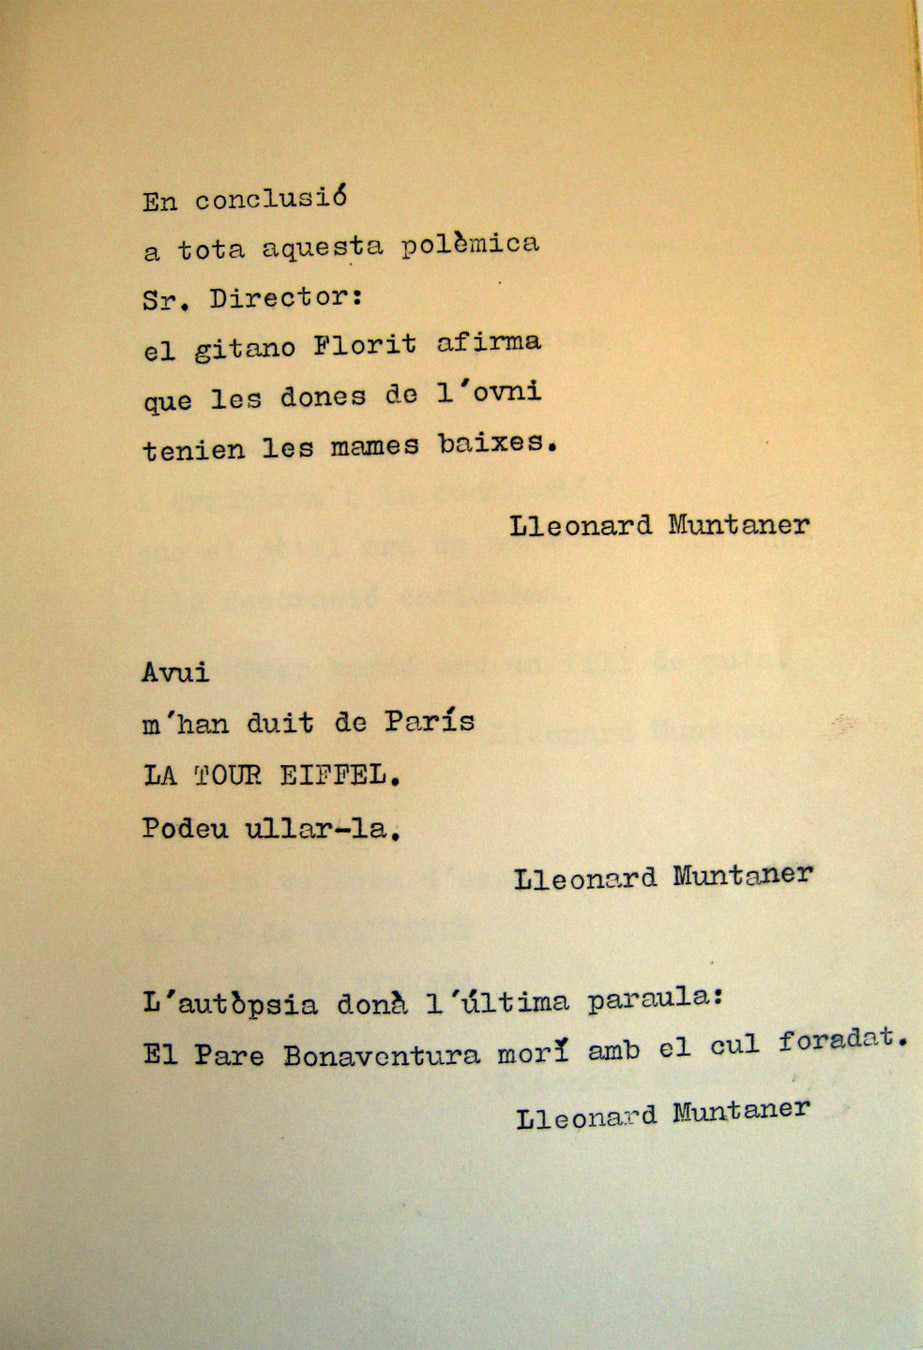 En conclusió
a tota aquesta polèmica
Sr. Director:
el gitano Florit afirma
que les dones de l'ovni
tenien les mames baixes.
Lleonard Muntaner
Avui
m'han duit de París
LA TOUR EIFFEL.
Podeu ullar-la.
Lleonard Muntaner
L'autòpsia donà l'última paraula:
El Pare Bonaventura morí amb el cul foradat.
Lleonard Muntaner